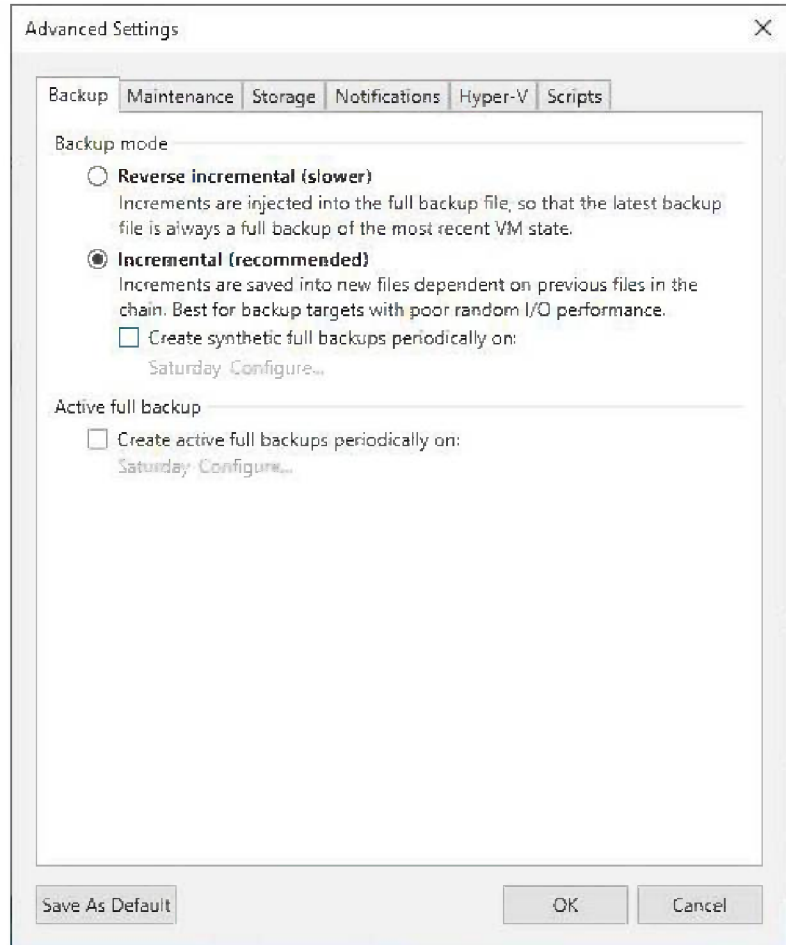 Advanced Settings
Backup Maintenance Storage Notifications Hyper-V Scripts
Backup mode
Reverse incremental (slower)
Increments are injected into the full backup file, so that the latest backup
file is always a full backup of the most recent VM state.
Incremental (recommended)
Increments are saved into new files dependent on previous files in the
chain. Best for backup targets with poor random I/O performance.
Create synthetic full backups periodically on:
Saturday Configure...
Active full backup
Create active full backups periodically on:
Saturday Configure...
Save As Default OK Cancel